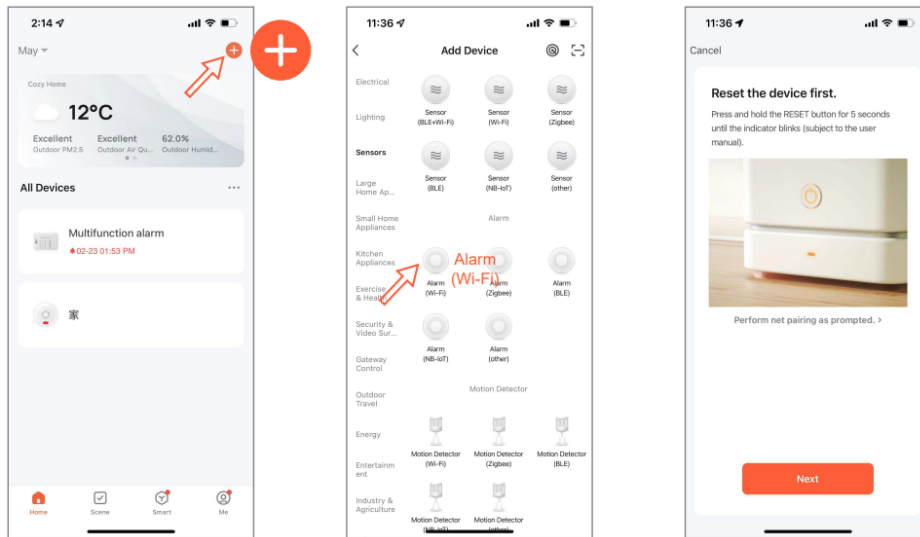 2:14
May
Cozy Home
12°C
Excellent
Outdoor PM2.5
Excellent
Outdoor Air Qu...
62.0%
Outdoor Humid...
All Devices
...
Multifunction alarm
02-23 01:53 PM
家
Home
Scene
Smart
Me
11:36
Add Device
Electrical
Lighting
Sensors
Large
Home Ap...
Small Home
Appliances
Kitchen
Appliances
Exercise
& Health
Security &
Video Sur...
Gateway
Control
Outdoor
Travel
Energy
Entertainm
ent
Industry &
Agriculture
Sensor
(BLE+Wi-Fi)
Sensor
(Wi-Fi)
Sensor
(Zigbee)
Sensor
(BLE)
Sensor
(NB-IoT)
Sensor
(other)
Alarm
Alarm
(Wi-Fi)
Alarm
(Wi-Fi)
Alarm
(Zigbee)
Alarm
(BLE)
Alarm
(NB-IoT)
Alarm
(other)
Motion Detector
Motion Detector
(Wi-Fi)
Motion Detector
(Zigbee)
Motion Detector
(BLE)
Motion Detector
(NB-IoT)
Motion Detector
(other)
11:36
Cancel
Reset the device first.
Press and hold the RESET button for 5 seconds
until the indicator blinks (subject to the user
manual).
Perform net pairing as prompted. >
Next